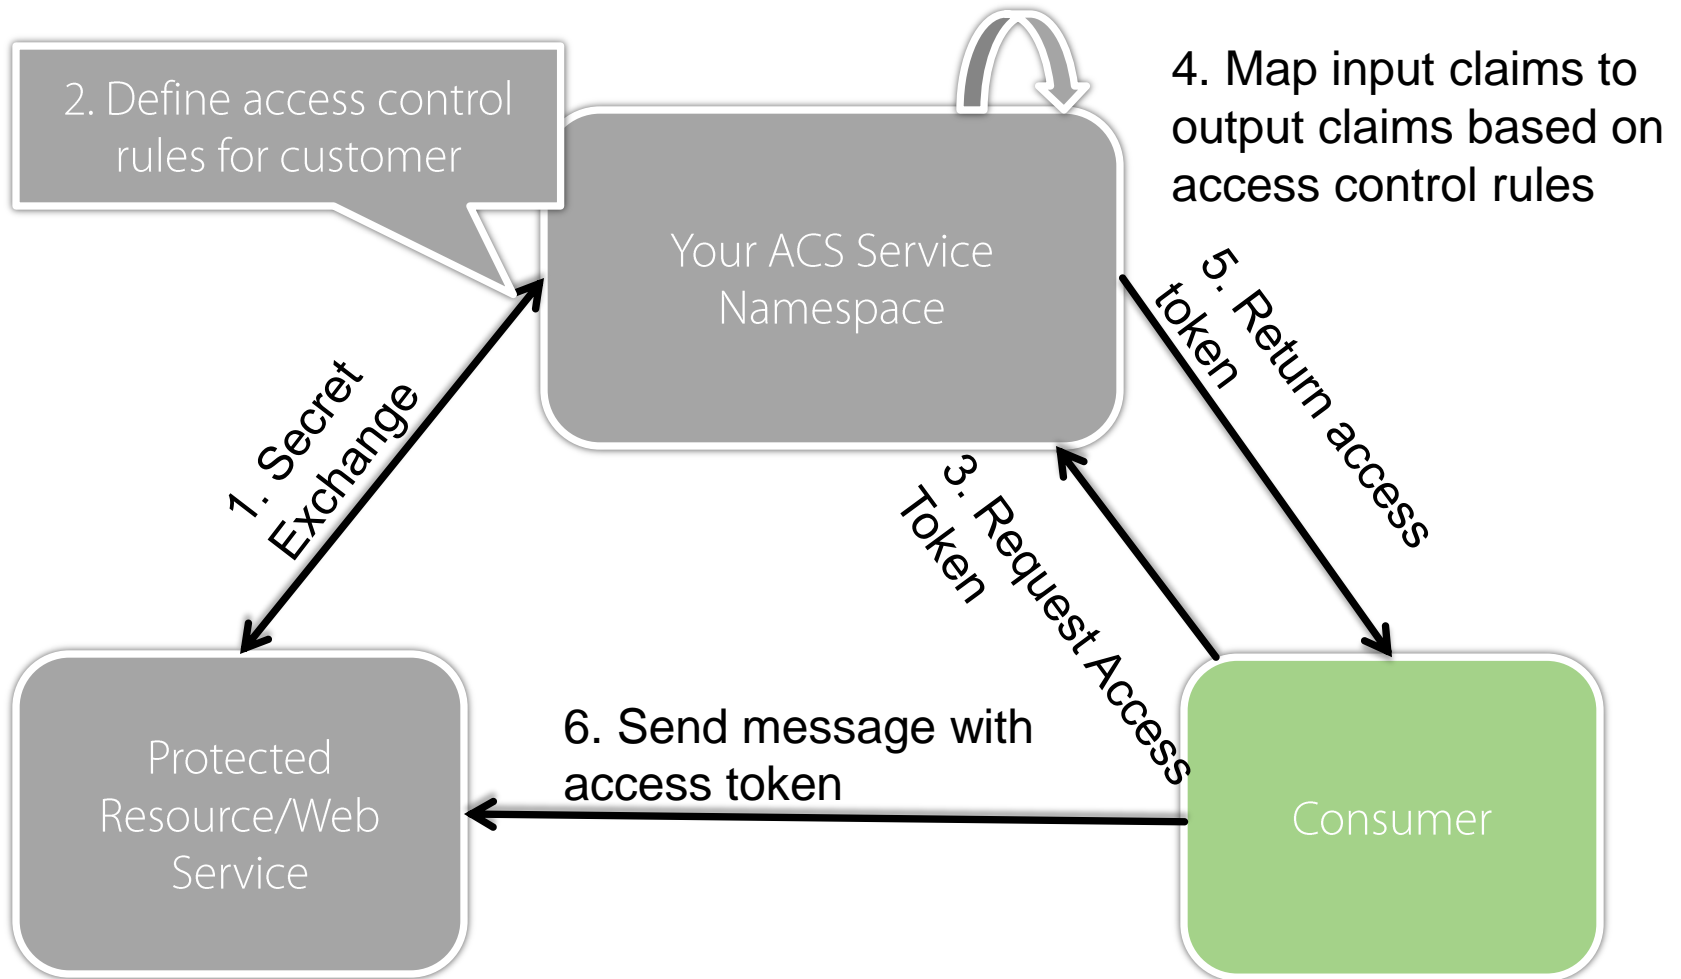 2. Define access control
rules for customer
4. Map input claims to
output claims based on
access control rules
Your ACS Service
Namespace
5. Return access
token
1. Secret
Exchange
3. Request Access
Token
6. Send message with
access token
Protected
Resource/Web
Service
Consumer